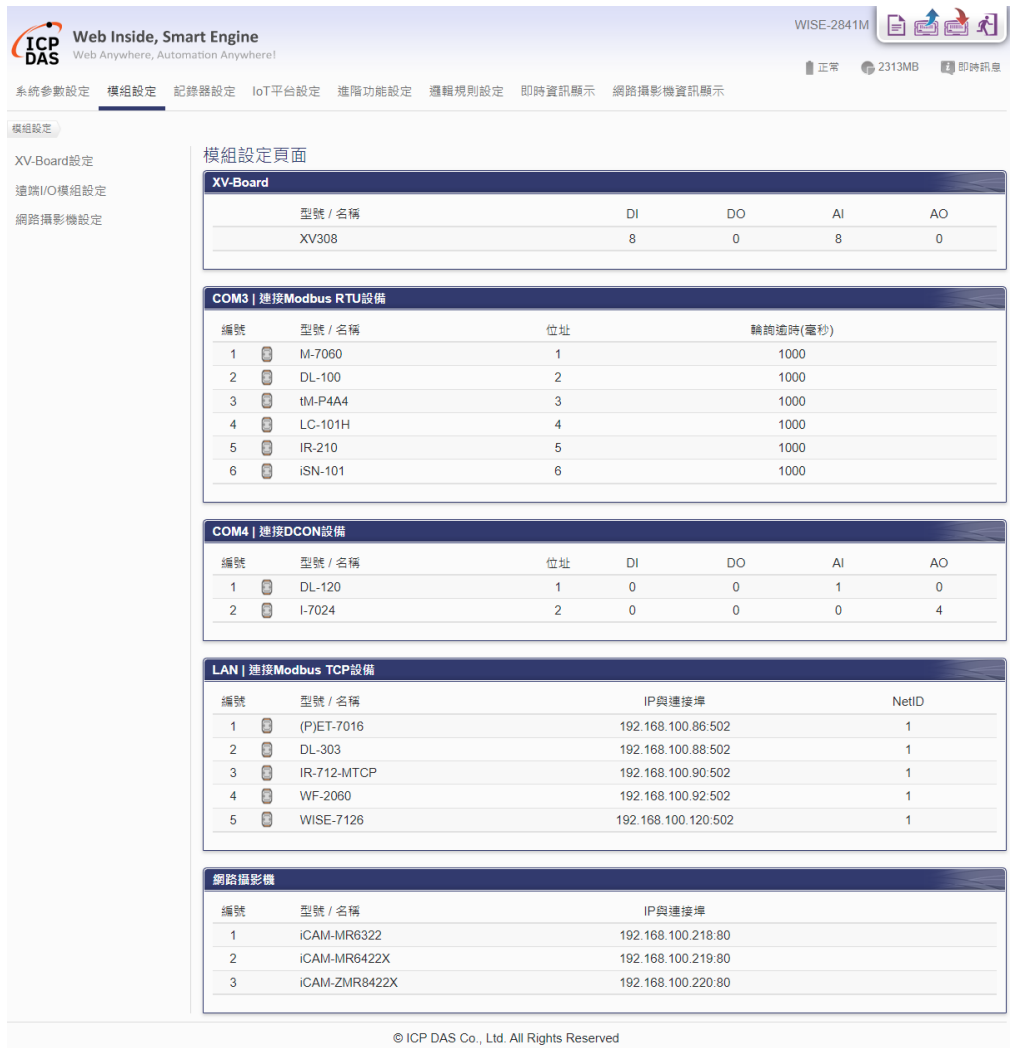 ICP DAS
Web Inside, Smart Engine
Web Anywhere, Automation Anywhere!
WISE-2841M
正常 2313MB 即時訊息
系統參數設定 模組設定 記錄器設定 IoT平台設定 進階功能設定 邏輯規則設定 即時資訊顯示 網路攝影機資訊顯示
模組設定
XV-Board設定
遠端I/O模組設定
網路攝影機設定
模組設定頁面
XV-Board
型號 / 名稱 DI DO AI AO
XV308 8 0 8 0
COM3 | 連接Modbus RTU設備
編號 型號 / 名稱 位址 輪詢逾時(毫秒)
1 M-7060 1 1000
2 DL-100 2 1000
3 tM-P4A4 3 1000
4 LC-101H 4 1000
5 IR-210 5 1000
6 iSN-101 6 1000
COM4 | 連接DCON設備
編號 型號 / 名稱 位址 DI DO AI AO
1 DL-120 1 0 0 1 0
2 I-7024 2 0 0 0 4
LAN | 連接Modbus TCP設備
編號 型號 / 名稱 IP與連接埠 NetID
1 (P)ET-7016 192.168.100.86:502 1
2 DL-303 192.168.100.88:502 1
3 IR-712-MTCP 192.168.100.90:502 1
4 WF-2060 192.168.100.92:502 1
5 WISE-7126 192.168.100.120:502 1
網路攝影機
編號 型號 / 名稱 IP與連接埠
1 iCAM-MR6322 192.168.100.218:80
2 iCAM-MR6422X 192.168.100.219:80
3 iCAM-ZMR8422X 192.168.100.220:80
© ICP DAS Co., Ltd. All Rights Reserved